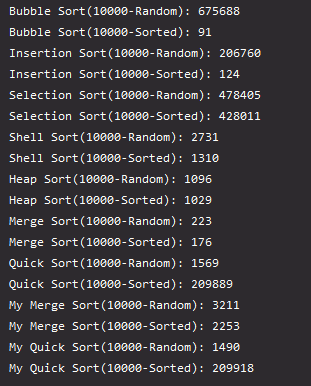 Bubble Sort(10000-Random): 675688
Bubble Sort(10000-Sorted): 91
Insertion Sort(10000-Random): 206760
Insertion Sort(10000-Sorted): 124
Selection Sort(10000-Random): 478405
Selection Sort(10000-Sorted): 428011
Shell Sort(10000-Random): 2731
Shell Sort(10000-Sorted): 1310
Heap Sort(10000-Random): 1096
Heap Sort(10000-Sorted): 1029
Merge Sort(10000-Random): 223
Merge Sort(10000-Sorted): 176
Quick Sort(10000-Random): 1569
Quick Sort(10000-Sorted): 209889
My Merge Sort(10000-Random): 3211
My Merge Sort(10000-Sorted): 2253
My Quick Sort(10000-Random): 1490
My Quick Sort(10000-Sorted): 209918